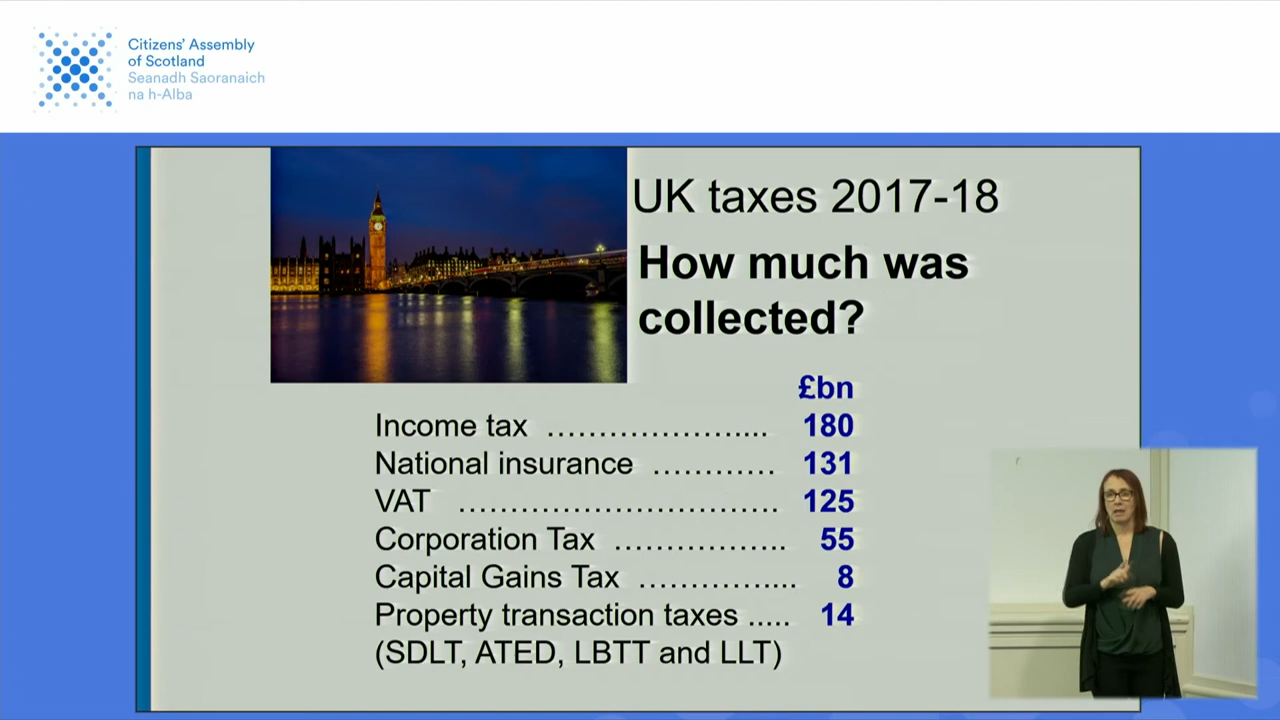 Citizens' Assembly
of Scotland
Seanadh Saoranaich
na h-Alba
UK taxes 2017-18
How much was
collected?
£bn
Income tax ………………….... 180
National insurance ………… 131
VAT ………………………… 125
Corporation Tax …………….. 55
Capital Gains Tax ………….... 8
Property transaction taxes ..... 14
(SDLT, ATED, LBTT and LLT)